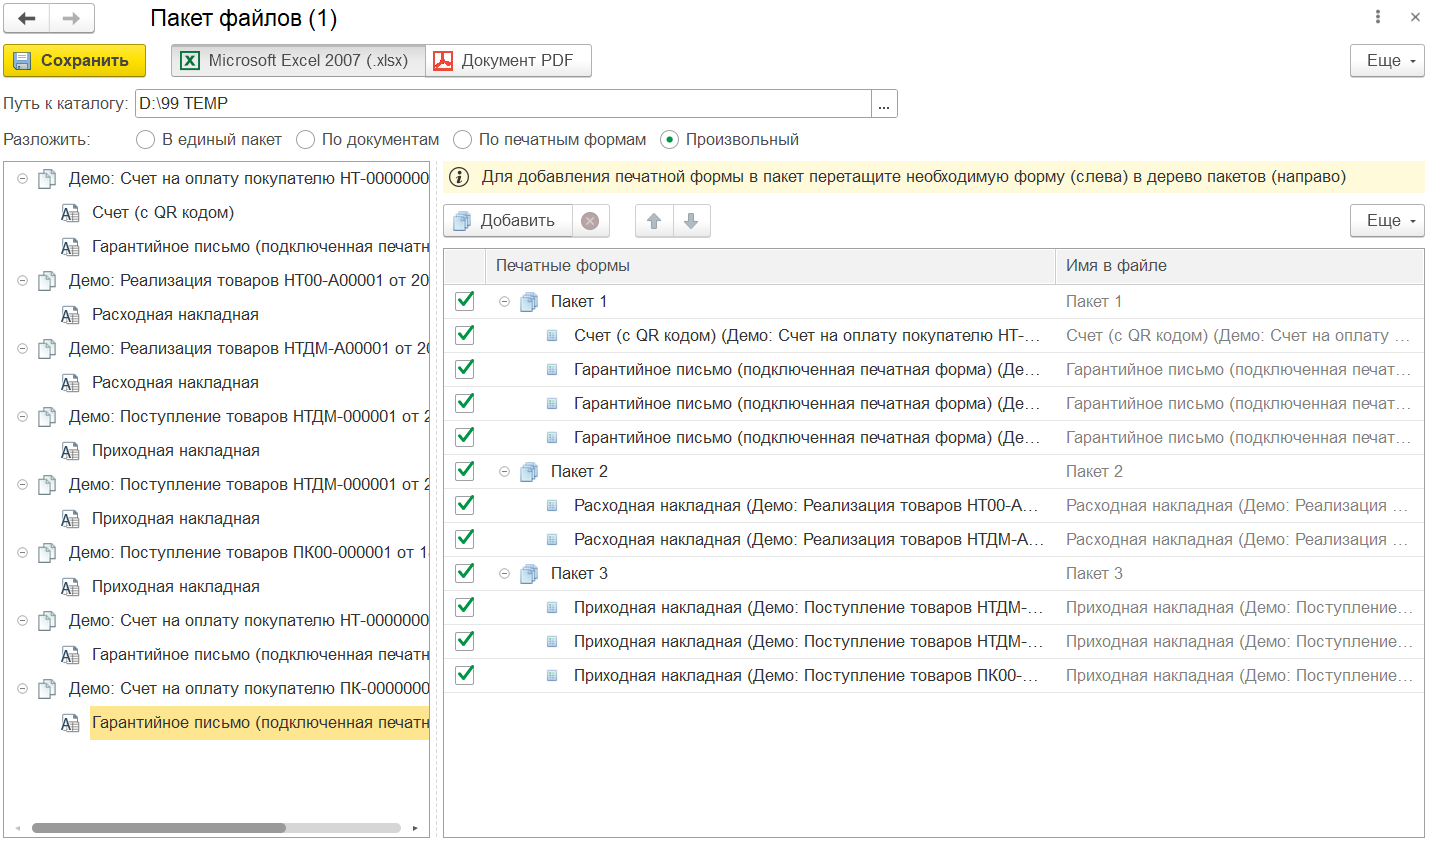 Пакет файлов (1)
Сохранить
Microsoft Excel 2007 (.xlsx)
Документ PDF
Еще
Путь к каталогу:
D:\99 TEMP
...
Разложить:
В единый пакет
По документам
По печатным формам
Произвольный
Демо: Счет на оплату покупателю НТ-0000000
Счет (с QR кодом)
Гарантийное письмо (подключенная печатн
Демо: Реализация товаров НТ00-А00001 от 20
Расходная накладная
Демо: Реализация товаров НТДМ-А00001 от 20
Расходная накладная
Демо: Поступление товаров НТДМ-000001 от 2
Приходная накладная
Демо: Поступление товаров НТДМ-000001 от 2
Приходная накладная
Демо: Поступление товаров ПК00-000001 от 1
Приходная накладная
Демо: Счет на оплату покупателю НТ-0000000
Гарантийное письмо (подключенная печатн
Демо: Счет на оплату покупателю ПК-0000000
Гарантийное письмо (подключенная печатн
Для добавления печатной формы в пакет перетащите необходимую форму (слева) в дерево пакетов (направо)
Добавить
Еще
Печатные формы
Имя в файле
Пакет 1
Пакет 1
Счет (с QR кодом) (Демо: Счет на оплату покупателю НТ-...
Счет (с QR кодом) (Демо: Счет на оплату ...
Гарантийное письмо (подключенная печатная форма) (Де...
Гарантийное письмо (подключенная печат...
Гарантийное письмо (подключенная печатная форма) (Де...
Гарантийное письмо (подключенная печат...
Гарантийное письмо (подключенная печатная форма) (Де...
Гарантийное письмо (подключенная печат...
Пакет 2
Пакет 2
Расходная накладная (Демо: Реализация товаров НТ00-А...
Расходная накладная (Демо: Реализация ...
Расходная накладная (Демо: Реализация товаров НТДМ-А...
Расходная накладная (Демо: Реализация ...
Пакет 3
Пакет 3
Приходная накладная (Демо: Поступление товаров НТДМ-...
Приходная накладная (Демо: Поступление...
Приходная накладная (Демо: Поступление товаров НТДМ-...
Приходная накладная (Демо: Поступление...
Приходная накладная (Демо: Поступление товаров ПК00-...
Приходная накладная (Демо: Поступление...